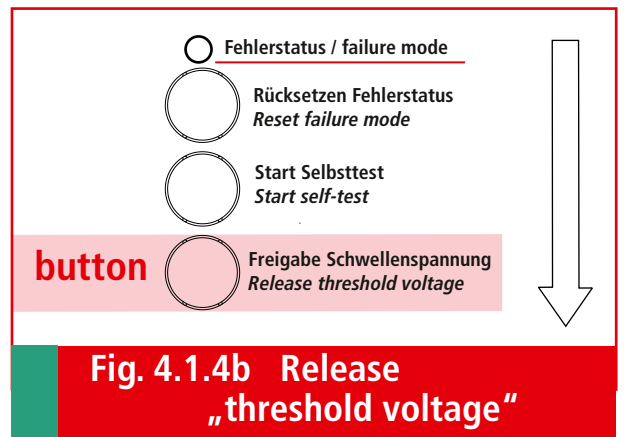 Fehlerstatus / failure mode
Rücksetzen Fehlerstatus
Reset failure mode
Start Selbsttest
Start self-test
button
Freigabe Schwellenspannung
Release threshold voltage
Fig. 4.1.4b Release
„threshold voltage“